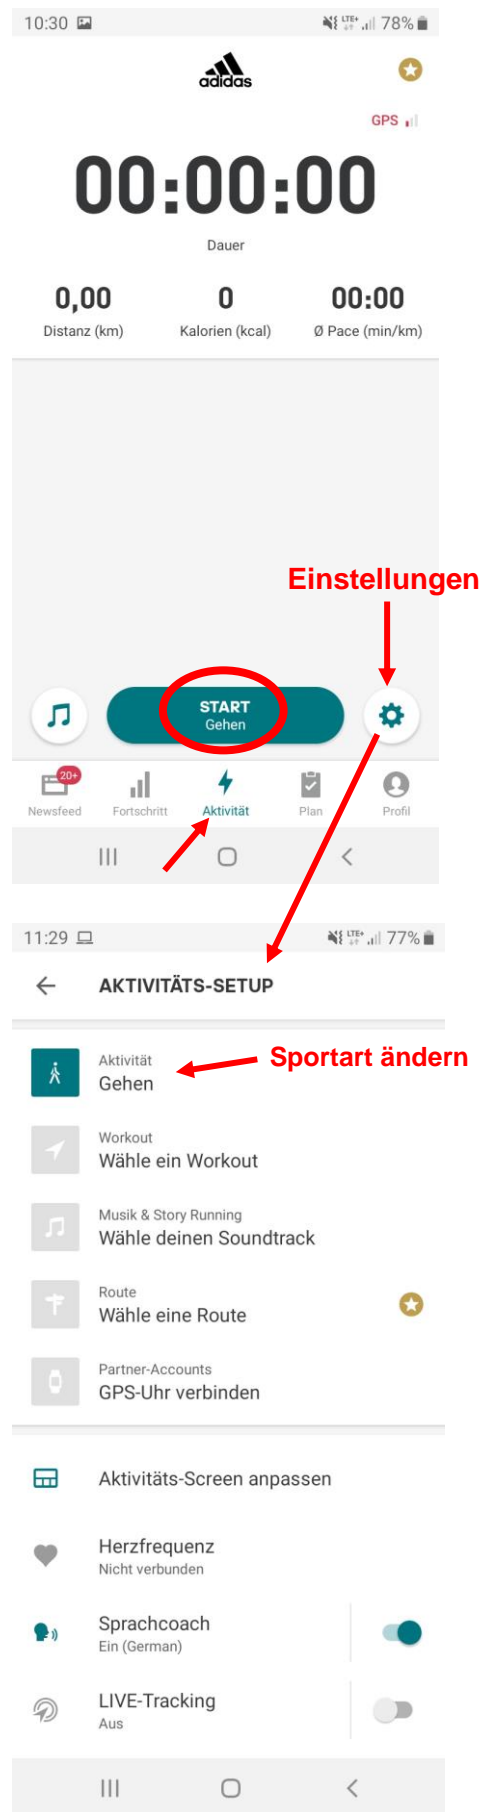 10:30 LTE+ 78%
adidas
GPS
00:00:00
Dauer
0,00 0 00:00
Distanz (km) Kalorien (kcal) Ø Pace (min/km)
Einstellungen
START
Gehen
20+
Newsfeed Fortschritt Aktivität Plan Profil
11:29 LTE+ 77%
AKTIVITÄTS-SETUP
Aktivität
Gehen
Sportart ändern
Workout
Wähle ein Workout
Musik & Story Running
Wähle deinen Soundtrack
Route
Wähle eine Route
Partner-Accounts
GPS-Uhr verbinden
Aktivitäts-Screen anpassen
Herzfrequenz
Nicht verbunden
Sprachcoach
Ein (German)
LIVE-Tracking
Aus